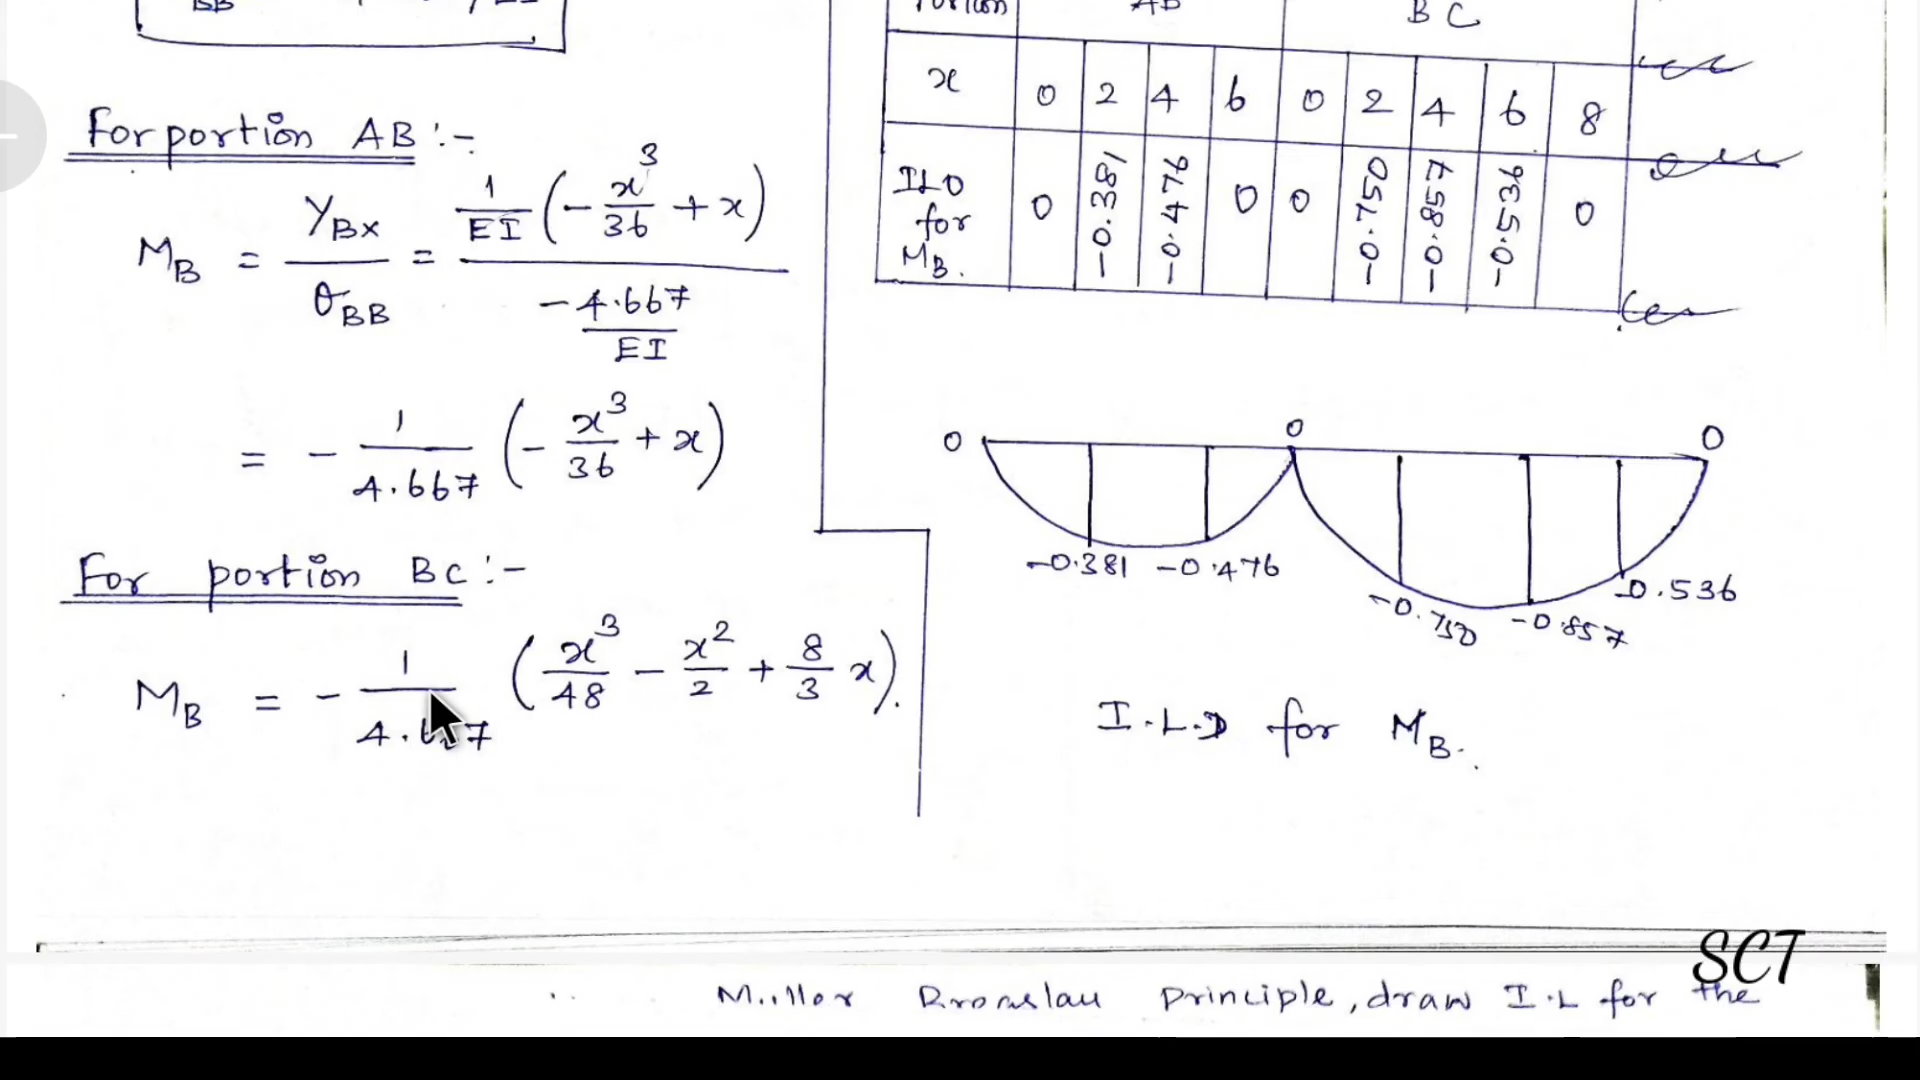 For portion AB :-
M_B = Y_BX / θ_BB = 1/EI (- x³/36 + x) / (- 4.667/EI)
= - 1/4.667 (- x³/36 + x)
For portion BC :-
M_B = - 1/4.667 (x³/48 - x²/2 + 8/3 x).
Portion AB BC
x 0 2 4 6 0 2 4 6 8
ILD for M_B. 0 -0.381 -0.476 0 0 -0.750 -0.857 -0.536 0
0 0 0
-0.381 -0.476 -0.750 -0.857 -0.536
I.L.D for M_B.
SCT
principle, draw I.L for the